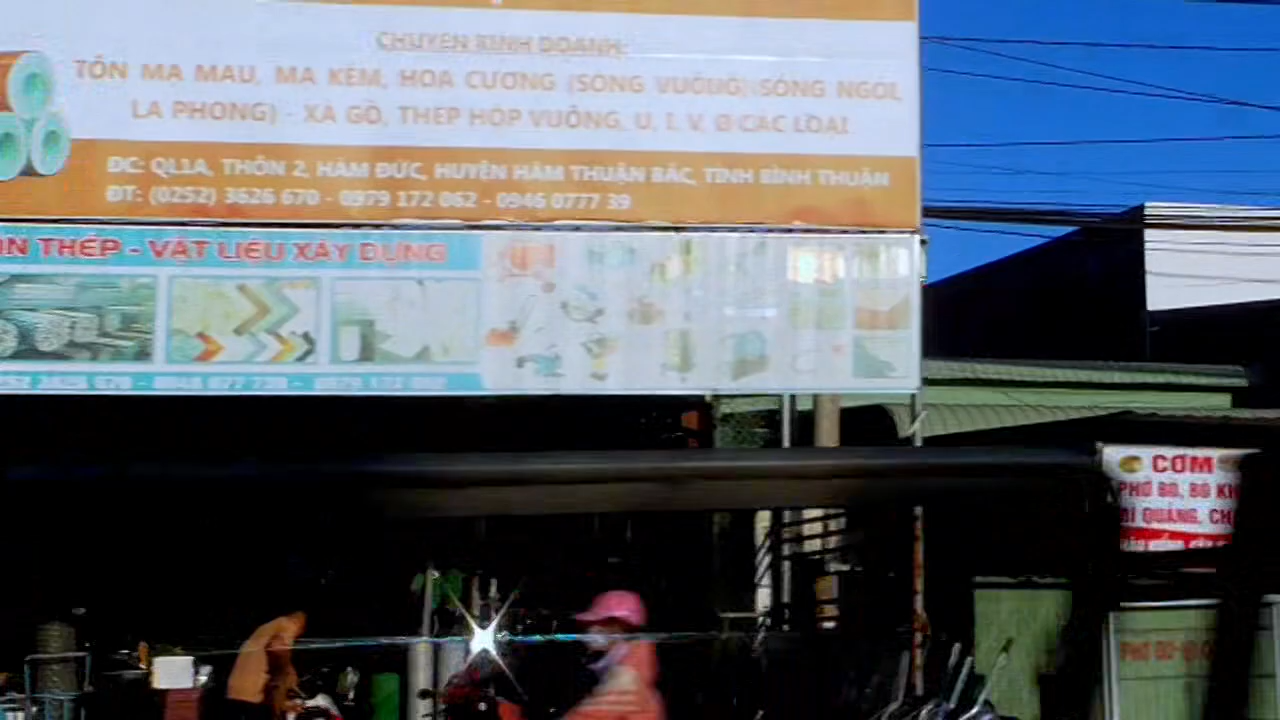 CHUYÊN KINH DOANH:
TÔN MẠ MÀU, MẠ KẼM, HOA CƯƠNG (SÓNG VUÔNG, SÓNG NGÓI,
LA PHONG) - XÀ GỒ, THÉP HỘP VUÔNG, U, I, V, Ø CÁC LOẠI
ĐC: QL1A, THÔN 2, HÀM ĐỨC, HUYỆN HÀM THUẬN BẮC, TỈNH BÌNH THUẬN
ĐT: (0252) 3626 670 - 0979 172 062 - 0946 0777 39
THÉP - VẬT LIỆU XÂY DỰNG
CƠM
PHỞ BÒ, BÒ
QUẢNG,